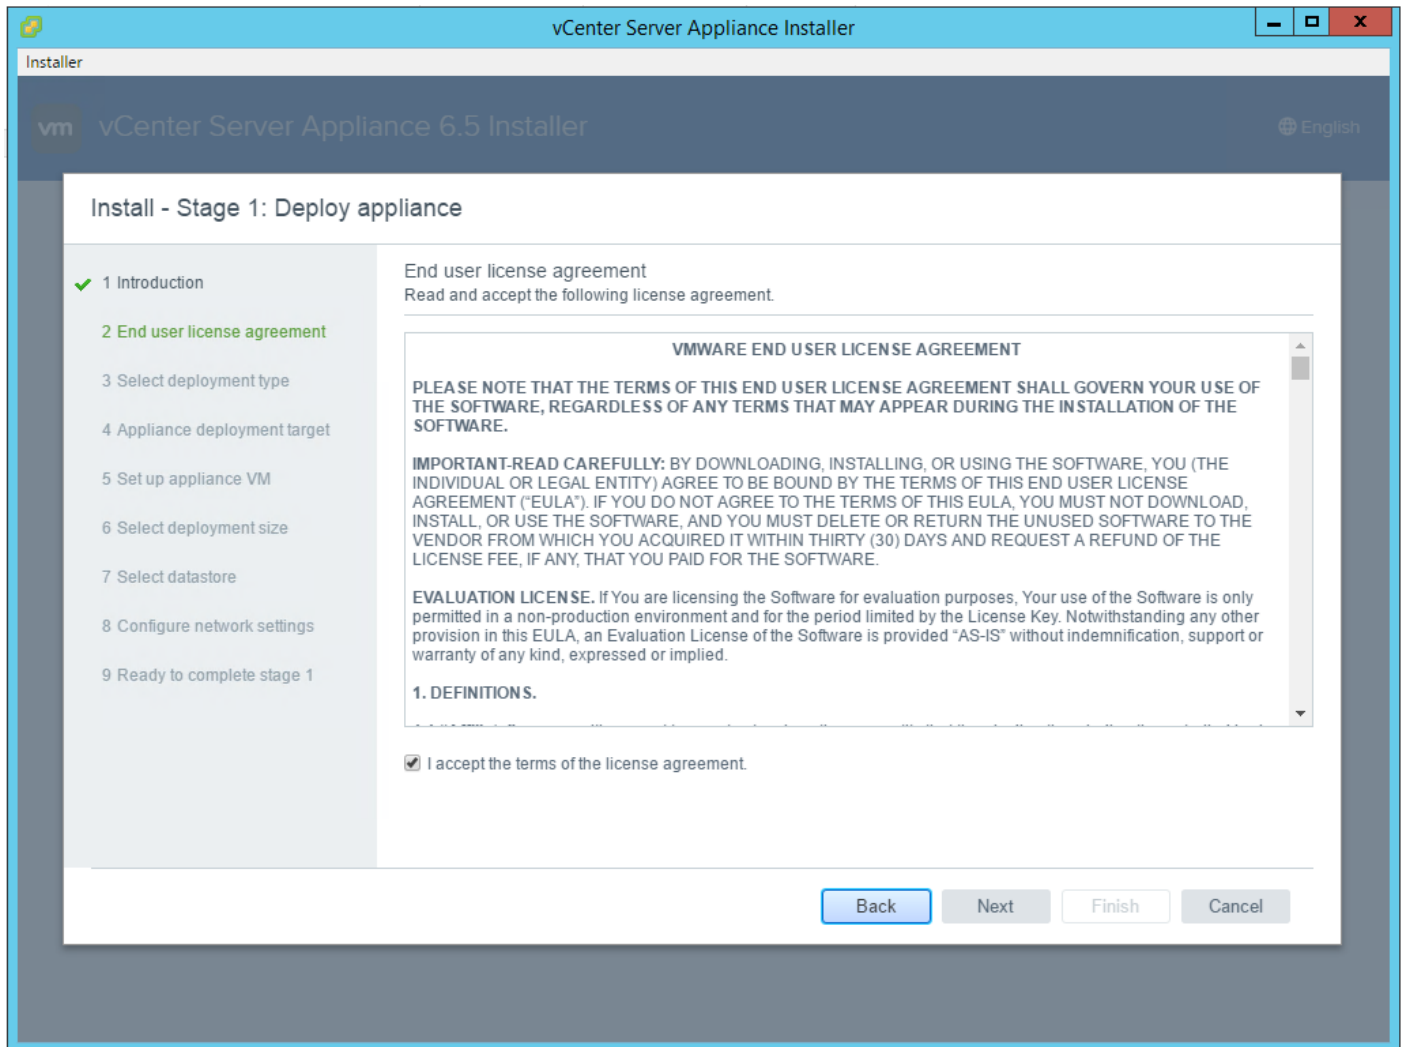 vCenter Server Appliance Installer
Installer
vm vCenter Server Appliance 6.5 Installer
English
Install - Stage 1: Deploy appliance
1 Introduction
2 End user license agreement
3 Select deployment type
4 Appliance deployment target
5 Set up appliance VM
6 Select deployment size
7 Select datastore
8 Configure network settings
9 Ready to complete stage 1
End user license agreement
Read and accept the following license agreement.
VMWARE END USER LICENSE AGREEMENT
PLEASE NOTE THAT THE TERMS OF THIS END USER LICENSE AGREEMENT SHALL GOVERN YOUR USE OF
THE SOFTWARE, REGARDLESS OF ANY TERMS THAT MAY APPEAR DURING THE INSTALLATION OF THE
SOFTWARE.
IMPORTANT-READ CAREFULLY: BY DOWNLOADING, INSTALLING, OR USING THE SOFTWARE, YOU (THE
INDIVIDUAL OR LEGAL ENTITY) AGREE TO BE BOUND BY THE TERMS OF THIS END USER LICENSE
AGREEMENT (“EULA”). IF YOU DO NOT AGREE TO THE TERMS OF THIS EULA, YOU MUST NOT DOWNLOAD,
INSTALL, OR USE THE SOFTWARE, AND YOU MUST DELETE OR RETURN THE UNUSED SOFTWARE TO THE
VENDOR FROM WHICH YOU ACQUIRED IT WITHIN THIRTY (30) DAYS AND REQUEST A REFUND OF THE
LICENSE FEE, IF ANY, THAT YOU PAID FOR THE SOFTWARE.
EVALUATION LICENSE. If You are licensing the Software for evaluation purposes, Your use of the Software is only
permitted in a non-production environment and for the period limited by the License Key. Notwithstanding any other
provision in this EULA, an Evaluation License of the Software is provided “AS-IS” without indemnification, support or
warranty of any kind, expressed or implied.
1. DEFINITIONS.
I accept the terms of the license agreement.
Back
Next
Finish
Cancel